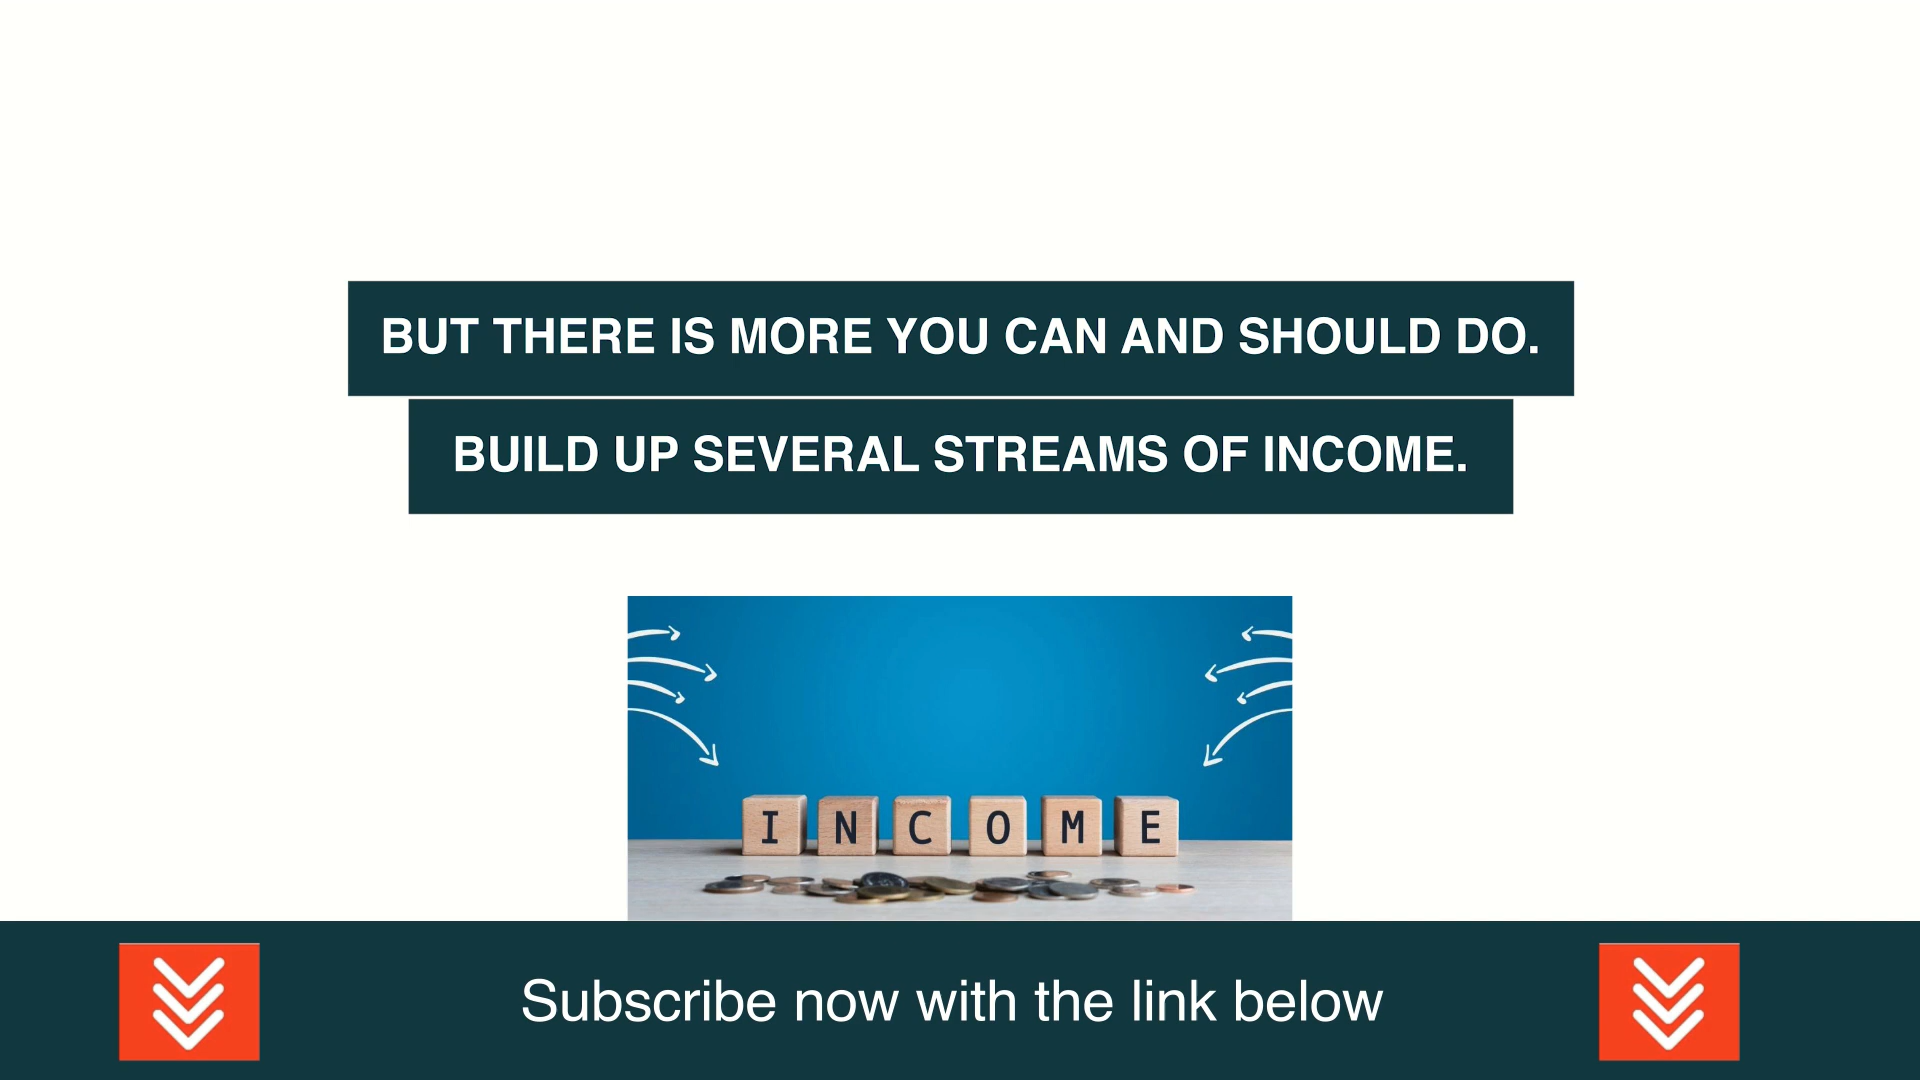 BUT THERE IS MORE YOU CAN AND SHOULD DO.
BUILD UP SEVERAL STREAMS OF INCOME.
INCOME
Subscribe now with the link below